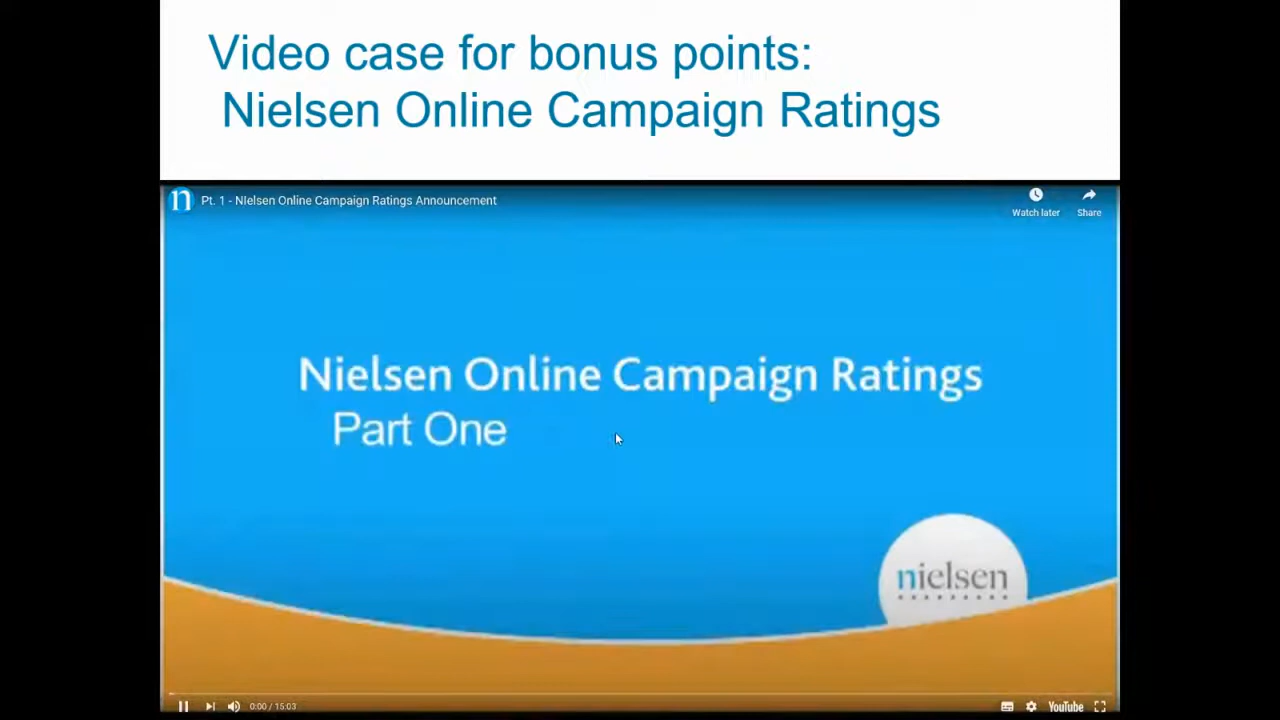 Video case for bonus points:
Nielsen Online Campaign Ratings
n Pt. 1 - NIelsen Online Campaign Ratings Announcement
Watch later
Share
Nielsen Online Campaign Ratings
Part One
nielsen
0:00 / 15:03
YouTube